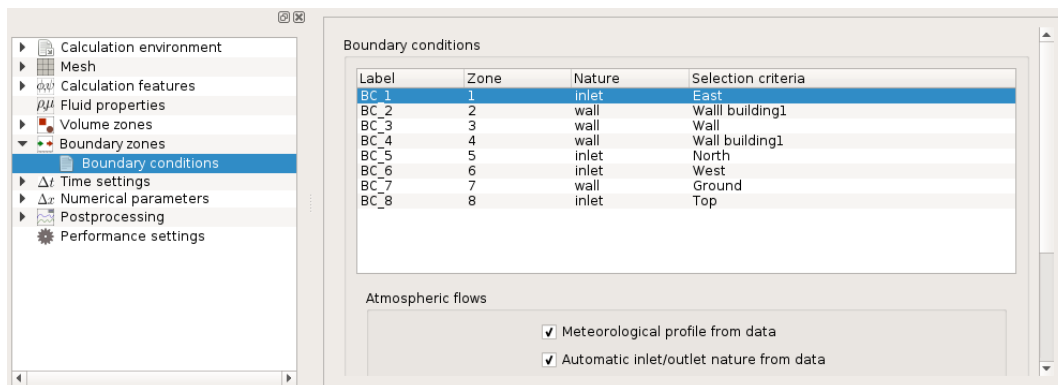 Calculation environment
Mesh
Calculation features
Fluid properties
Volume zones
Boundary zones
Boundary conditions
Δt Time settings
Δx Numerical parameters
Postprocessing
Performance settings
Boundary conditions
Label Zone Nature Selection criteria
BC_1 1 inlet East
BC_2 2 wall Walll building1
BC_3 3 wall Wall
BC_4 4 wall Wall building1
BC_5 5 inlet North
BC_6 6 inlet West
BC_7 7 wall Ground
BC_8 8 inlet Top
Atmospheric flows
Meteorological profile from data
Automatic inlet/outlet nature from data